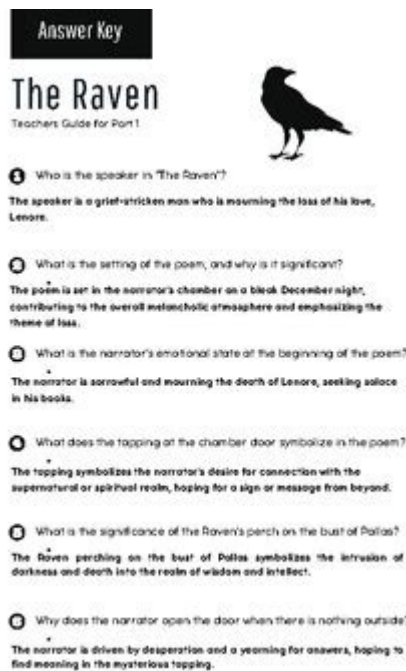 Answer Key
The Raven
Teachers Guide for Part 1
1 Who is the speaker in "The Raven"?
The speaker is a grief-stricken man who is mourning the loss of his love,
Lenore.
2 What is the setting of the poem, and why is it significant?
The poem is set in the narrator's chamber on a bleak December night,
contributing to the overall melancholic atmosphere and emphasizing the
theme of loss.
3 What is the narrator's emotional state at the beginning of the poem?
The narrator is sorrowful and mourning the death of Lenore, seeking solace
in his books.
4 What does the tapping at the chamber door symbolize in the poem?
The tapping symbolizes the narrator's desire for connection with the
supernatural or spiritual realm, hoping for a sign or message from beyond.
5 What is the significance of the Raven's perch on the bust of Pallas?
The Raven perching on the bust of Pallas symbolizes the intrusion of
darkness and death into the realm of wisdom and intellect.
6 Why does the narrator open the door when there is nothing outside?
The narrator is driven by desperation and a yearning for answers, hoping to
find meaning in the mysterious tapping.